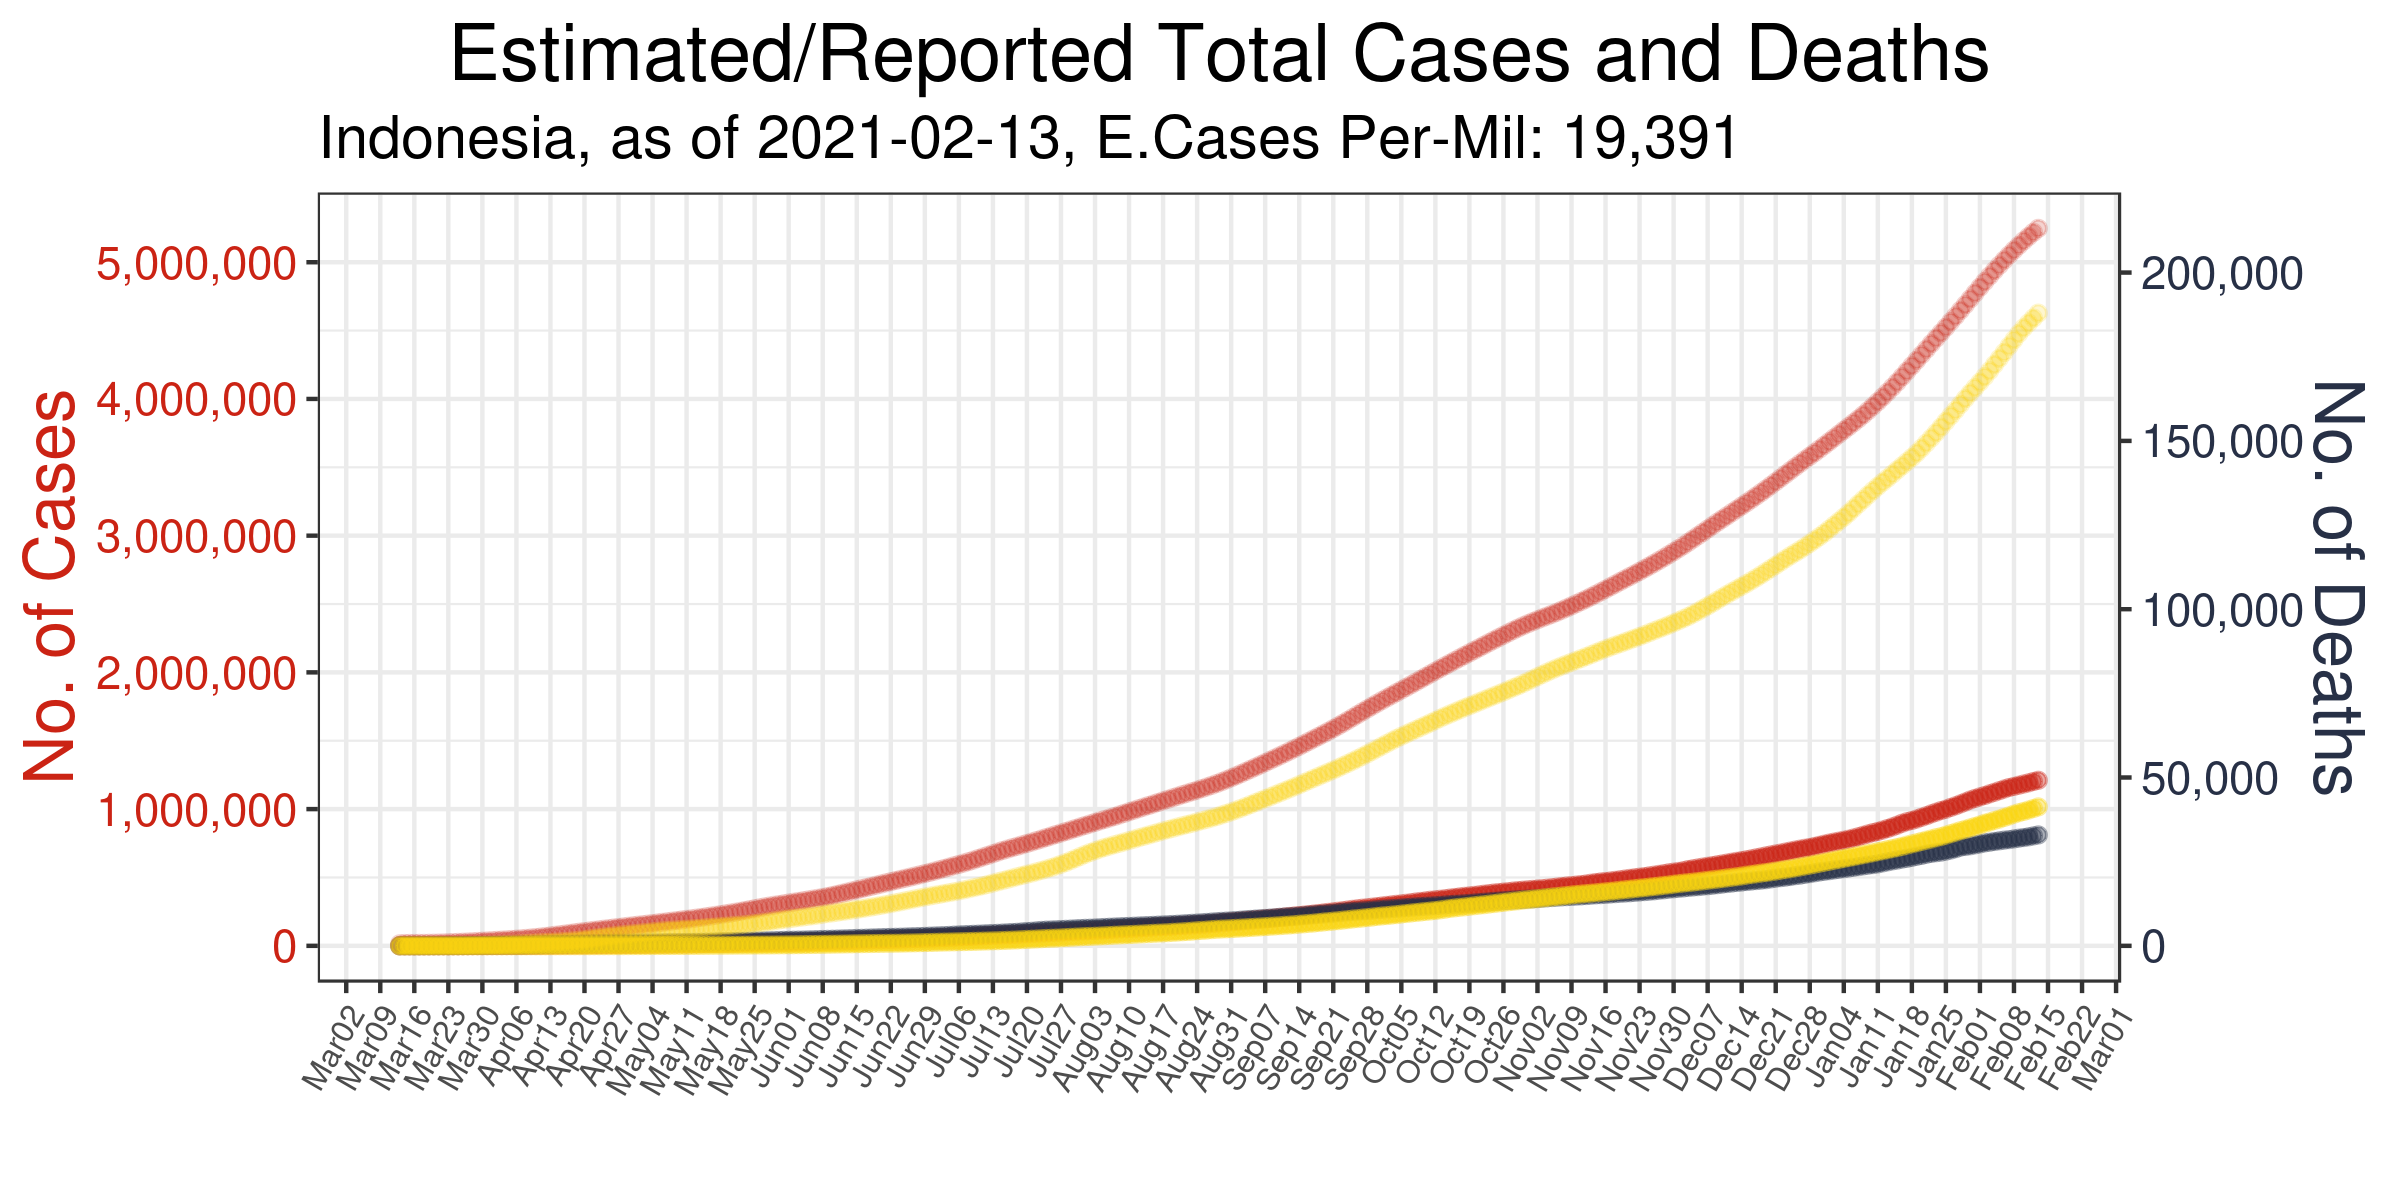 Estimated/Reported Total Cases and Deaths
Indonesia, as of 2021-02-13, E.Cases Per-Mil: 19,391
No. of Cases
5,000,000
4,000,000
3,000,000
2,000,000
1,000,000
0
200,000
150,000
100,000
50,000
0
No. of Deaths
Mar02
Mar09
Mar16
Mar23
Mar30
Apr06
Apr13
Apr20
Apr27
May04
May11
May18
May25
Jun01
Jun08
Jun15
Jun22
Jun29
Jul06
Jul13
Jul20
Jul27
Aug03
Aug10
Aug17
Aug24
Aug31
Sep07
Sep14
Sep21
Sep28
Oct05
Oct12
Oct19
Oct26
Nov02
Nov09
Nov16
Nov23
Nov30
Dec07
Dec14
Dec21
Dec28
Jan04
Jan11
Jan18
Jan25
Feb01
Feb08
Feb15
Feb22
Mar01